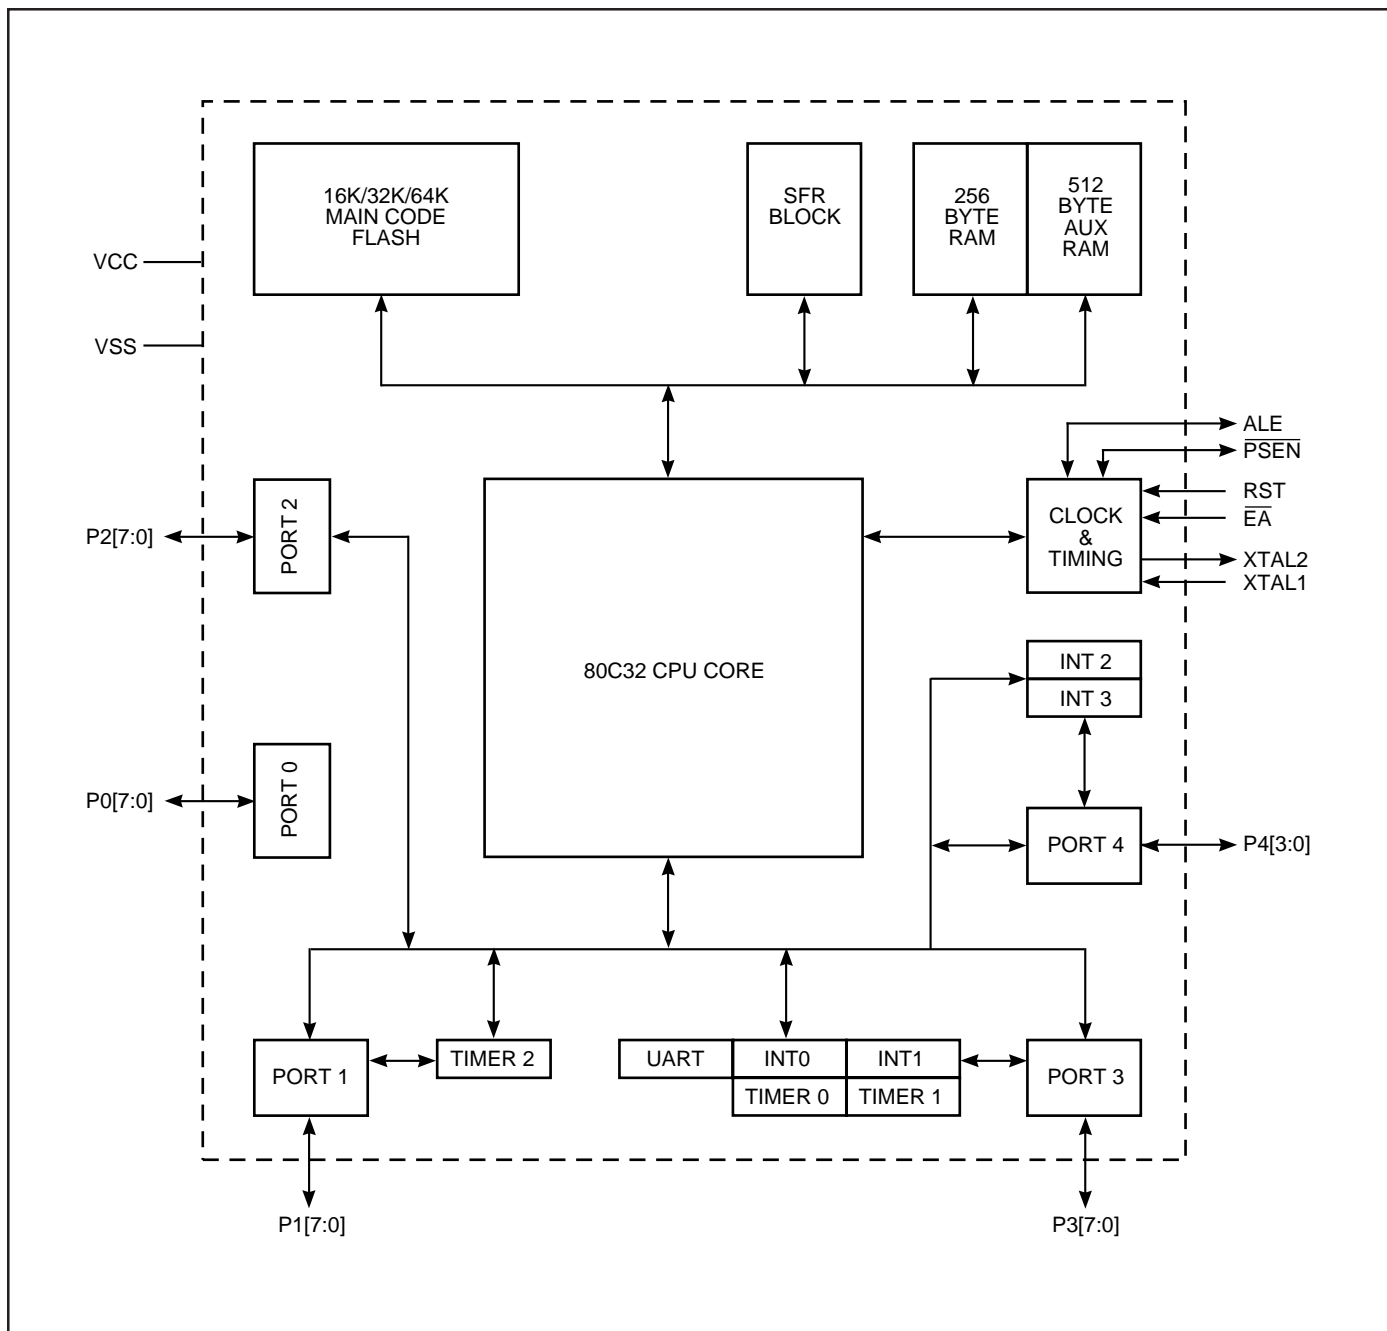 16K/32K/64K
MAIN CODE
FLASH
SFR
BLOCK
256
BYTE
RAM
512
BYTE
AUX
RAM
VCC
VSS
ALE
PSEN
RST
EA
XTAL2
XTAL1
CLOCK
&
TIMING
P2[7:0]
PORT 2
80C32 CPU CORE
INT 2
INT 3
P0[7:0]
PORT 0
PORT 4
P4[3:0]
PORT 1
TIMER 2
UART
INT0
INT1
TIMER 0
TIMER 1
PORT 3
P1[7:0]
P3[7:0]